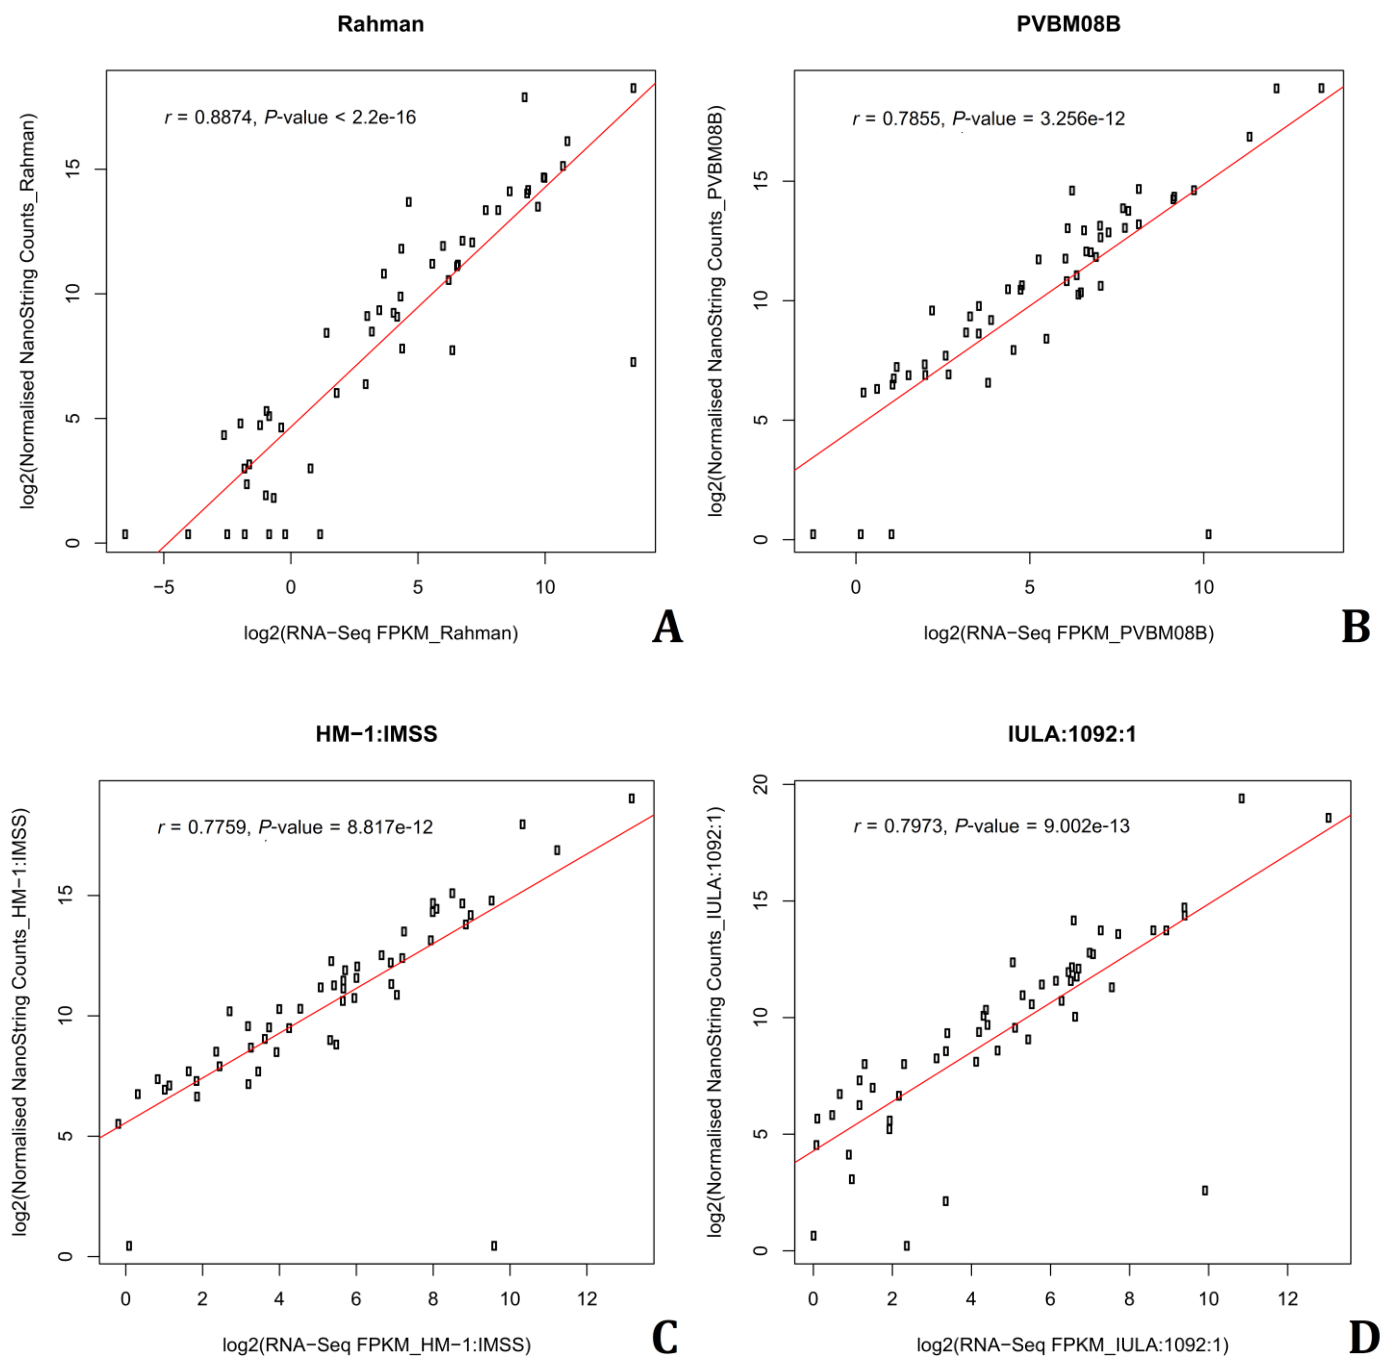 Rahman
r = 0.8874, P-value < 2.2e-16
log2(Normalised NanoString Counts_Rahman)
15
10
5
0
−5 0 5 10
log2(RNA−Seq FPKM_Rahman)
A
PVBM08B
r = 0.7855, P-value = 3.256e-12
log2(Normalised NanoString Counts_PVBM08B)
15
10
5
0
0 5 10
log2(RNA−Seq FPKM_PVBM08B)
B
HM−1:IMSS
r = 0.7759, P-value = 8.817e-12
log2(Normalised NanoString Counts_HM−1:IMSS)
15
10
5
0
0 2 4 6 8 10 12
log2(RNA−Seq FPKM_HM−1:IMSS)
C
IULA:1092:1
r = 0.7973, P-value = 9.002e-13
log2(Normalised NanoString Counts_IULA:1092:1)
20
15
10
5
0
0 2 4 6 8 10 12
log2(RNA−Seq FPKM_IULA:1092:1)
D